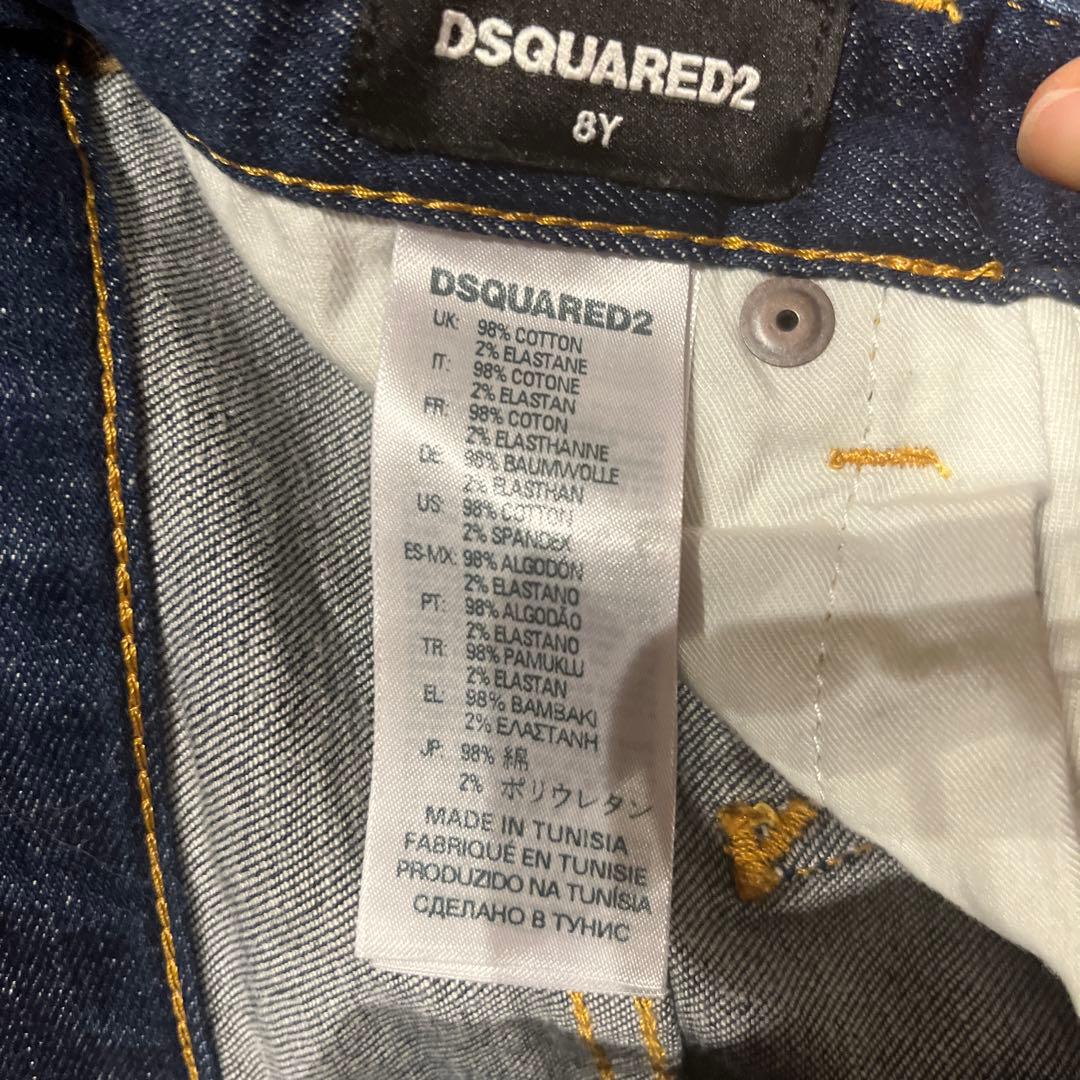 DSQUARED2
8Y
DSQUARED2
UK: 98% COTTON
2% ELASTANE
IT: 98% COTONE
2% ELASTAN
FR: 98% COTON
2% ELASTHANNE
DE: 98% BAUMWOLLE
2% ELASTHAN
US: 98% COTTON
2% SPANDEX
ES-MX: 98% ALGODÓN
2% ELASTANO
PT: 98% ALGODÃO
2% ELASTANO
TR: 98% PAMUKLU
2% ELASTAN
EL: 98% BAMBAKI
2% ΕΛΑΣΤΑΝΗ
JP: 98% 綿
2% ポリウレタン
MADE IN TUNISIA
FABRIQUÉ EN TUNISIE
PRODUZIDO NA TUNÍSIA
СДЕЛАНО В ТУНИС